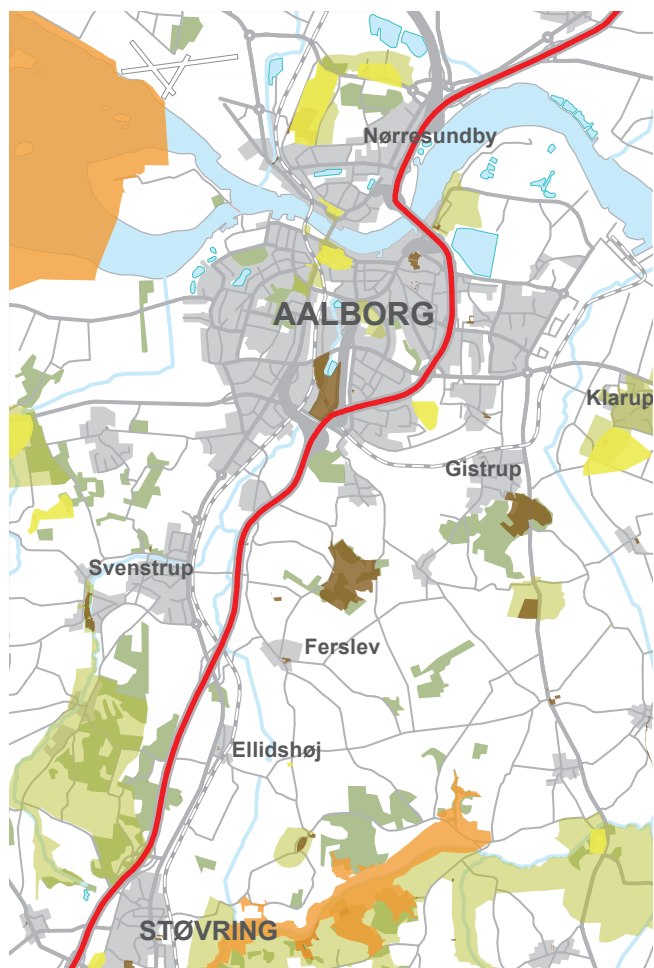 Nørresundby
AALBORG
Klarup
Gistrup
Svenstrup
Ferslev
Ellidshøj
STØVRING